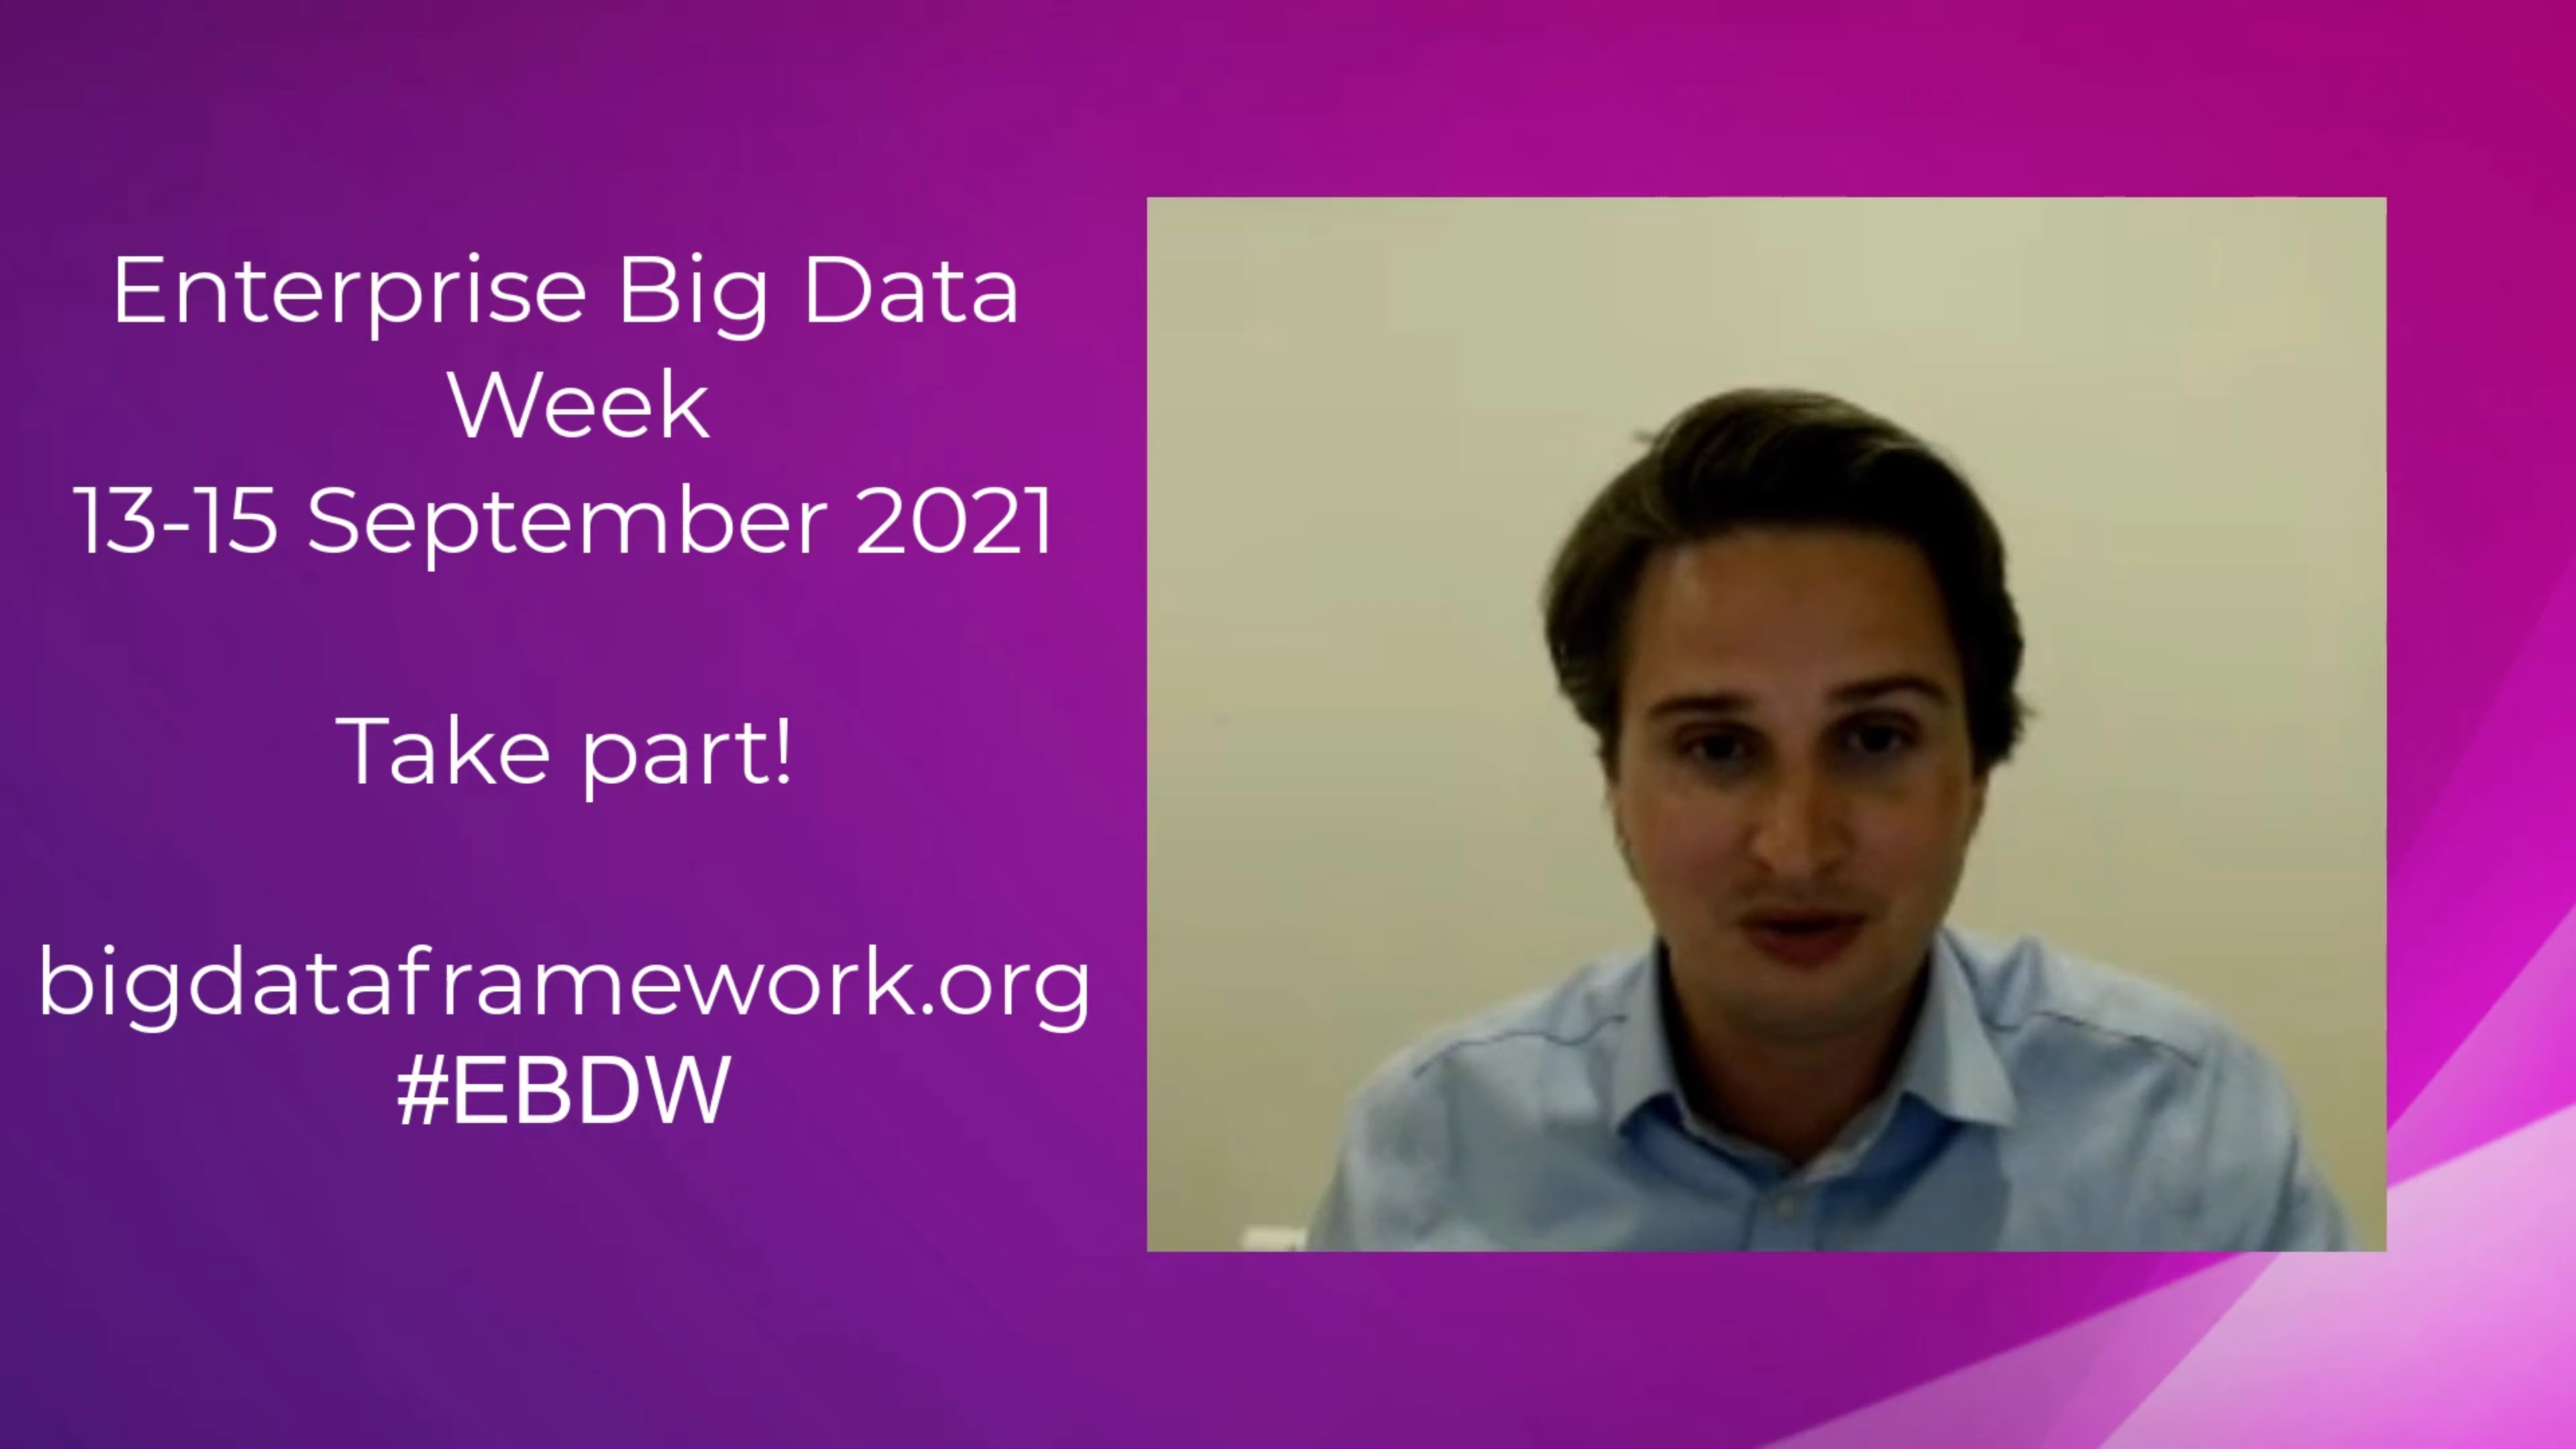 Enterprise Big Data
Week
13-15 September 2021
Take part!
bigdataframework.org
#EBDW